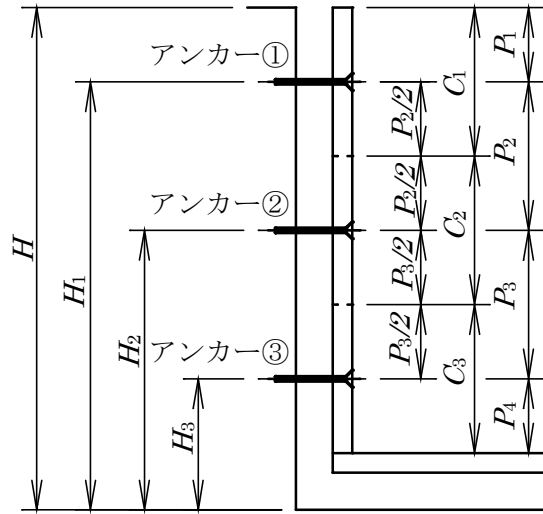 アンカー①
アンカー②
アンカー③
H
H₁
H₂
H₃
P₂/2
P₂/2
P₃/2
P₃/2
C₁
C₂
C₃
P₁
P₂
P₃
P₄